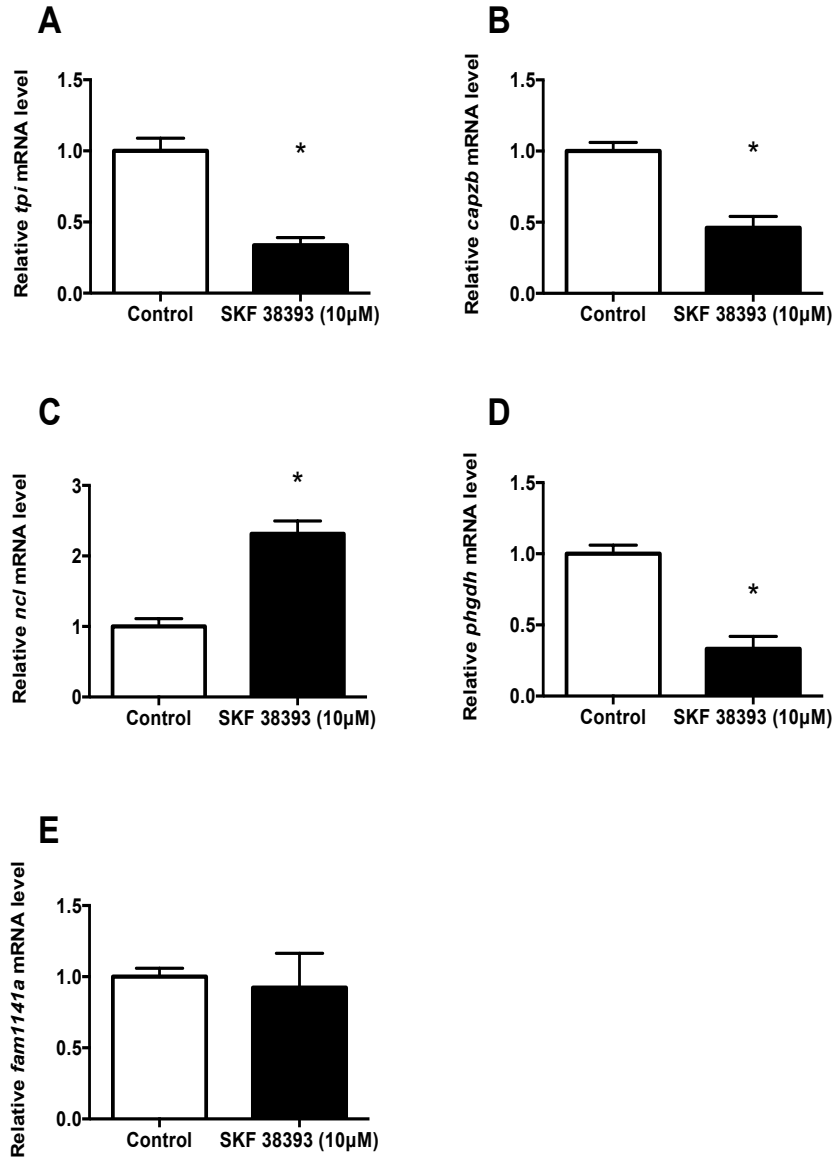 A
Relative tpi mRNA level
1.5
1.0
0.5
0.0
*
Control
SKF 38393 (10µM)
B
Relative capzb mRNA level
1.5
1.0
0.5
0.0
*
Control
SKF 38393 (10µM)
C
Relative ncl mRNA level
3
2
1
0
*
Control
SKF 38393 (10µM)
D
Relative phgdh mRNA level
1.5
1.0
0.5
0.0
*
Control
SKF 38393 (10µM)
E
Relative fam1141a mRNA level
1.5
1.0
0.5
0.0
Control
SKF 38393 (10µM)